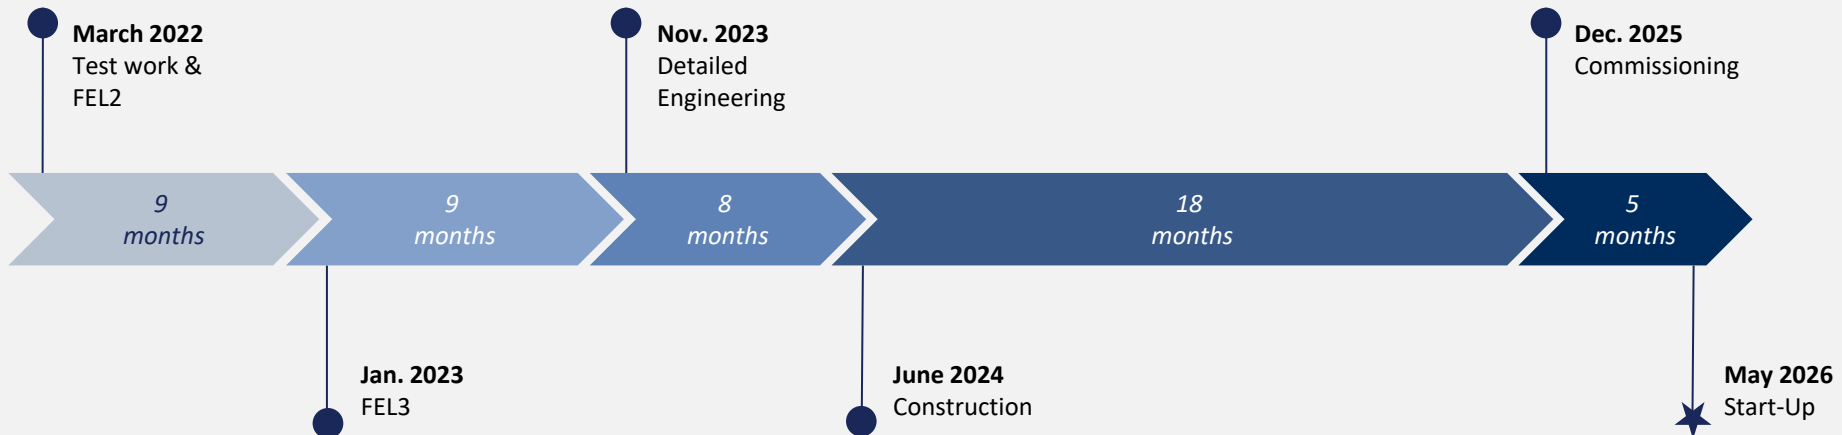 March 2022
Test work &
FEL2
Nov. 2023
Detailed
Engineering
Dec. 2025
Commissioning
9
months
9
months
8
months
18
months
5
months
Jan. 2023
FEL3
June 2024
Construction
May 2026
Start-Up